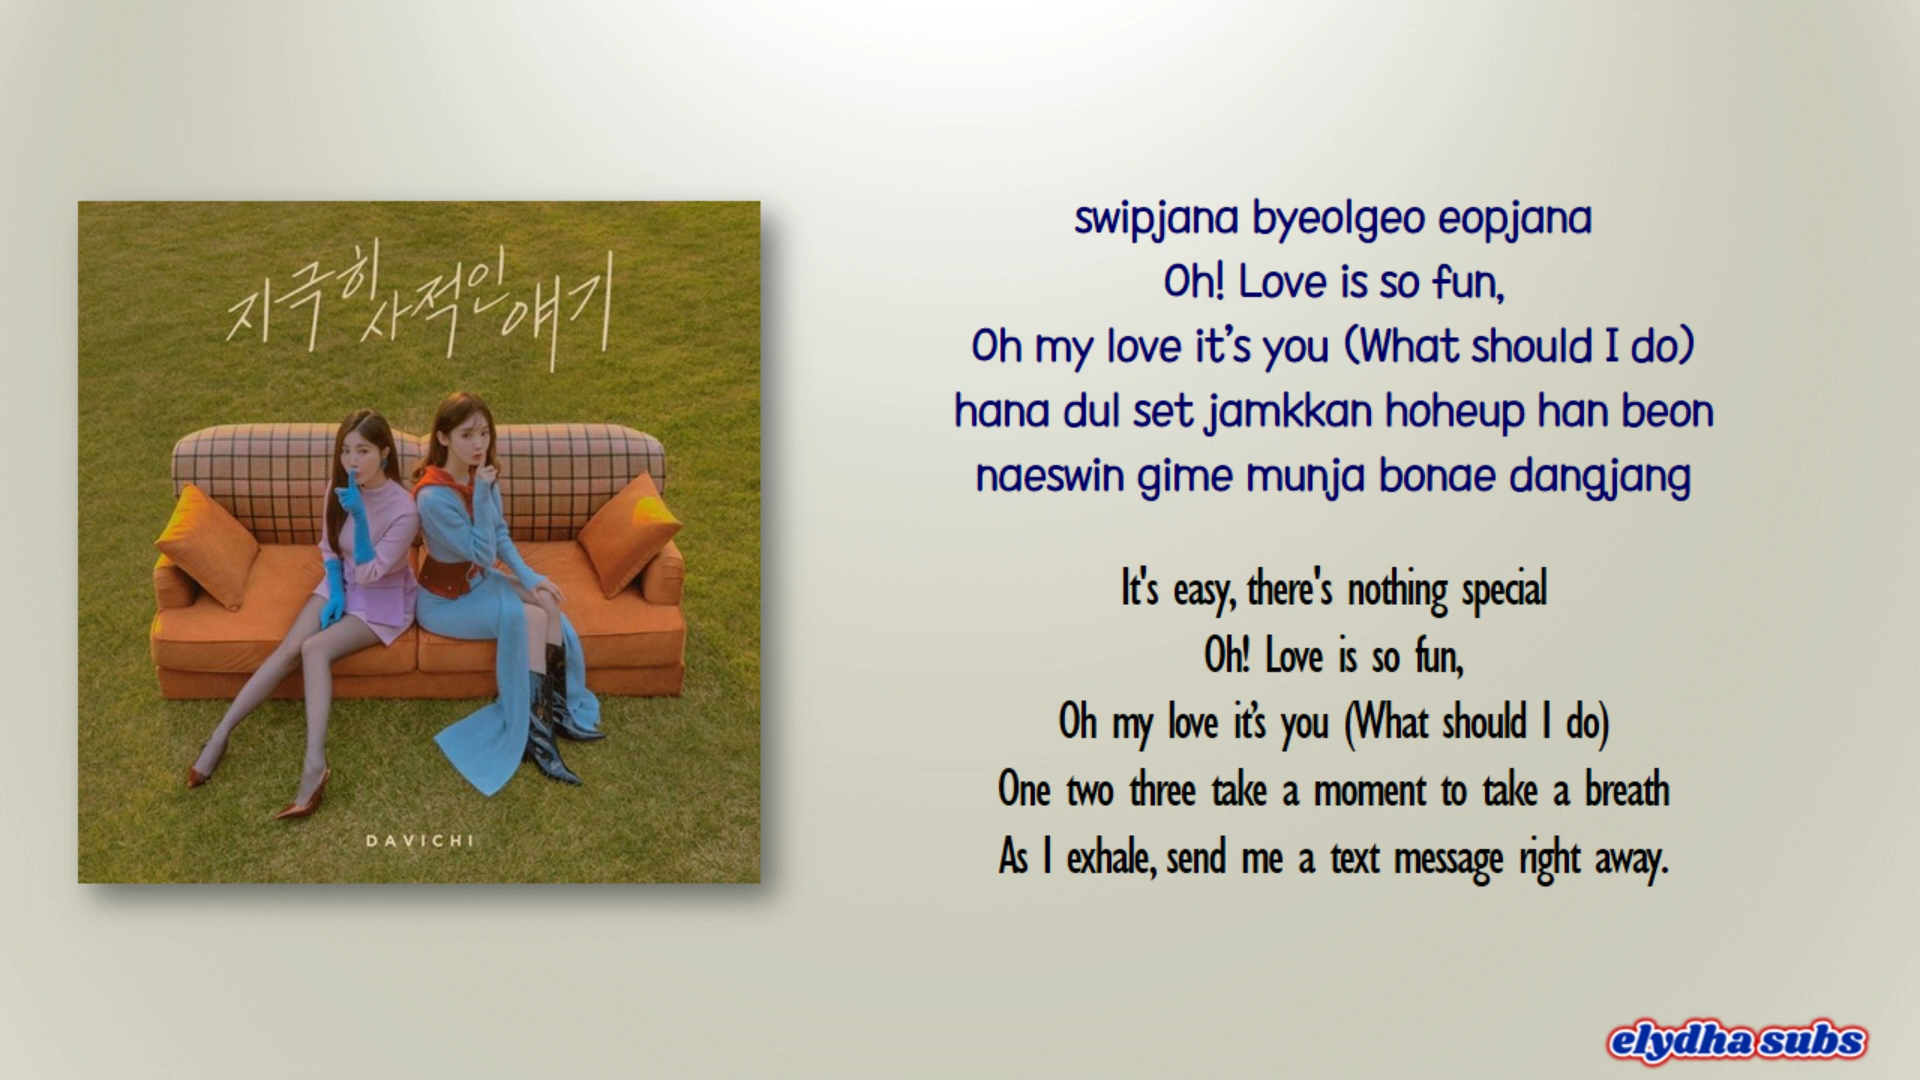 지극히 사적인 얘기
DAVICHI
swipjana byeolgeo eopjana
Oh! Love is so fun,
Oh my love it’s you (What should I do)
hana dul set jamkkan hoheup han beon
naeswin gime munja bonae dangjang
It's easy, there's nothing special
Oh! Love is so fun,
Oh my love it’s you (What should I do)
One two three take a moment to take a breath
As I exhale, send me a text message right away.
elydha subs